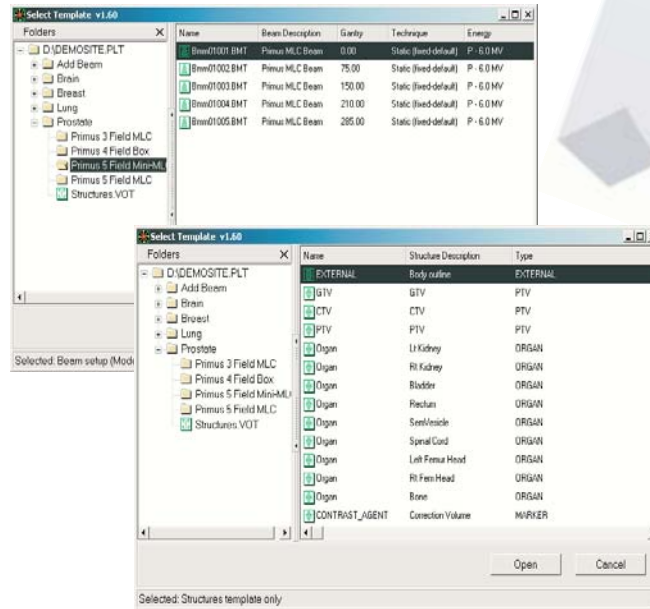 Select Template v1.60
Folders
Name Beam Description Gantry Technique Energy
D:\DEMOSITE.PLT
Add Beam
Brain
Breast
Lung
Prostate
Primus 3 Field MLC
Primus 4 Field Box
Primus 5 Field Mini-ML
Primus 5 Field MLC
Structures.VOT
Bmm01001.BMT Primus MLC Beam 0.00 Static (fixed-default) P - 6.0 MV
Bmm01002.BMT Primus MLC Beam 75.00 Static (fixed-default) P - 6.0 MV
Bmm01003.BMT Primus MLC Beam 150.00 Static (fixed-default) P - 6.0 MV
Bmm01004.BMT Primus MLC Beam 210.00 Static (fixed-default) P - 6.0 MV
Bmm01005.BMT Primus MLC Beam 285.00 Static (fixed-default) P - 6.0 MV
Selected: Beam setup (Mode
Select Template v1.60
Folders
Name Structure Description Type
D:\DEMOSITE.PLT
Add Beam
Brain
Breast
Lung
Prostate
Primus 3 Field MLC
Primus 4 Field Box
Primus 5 Field Mini-ML
Primus 5 Field MLC
Structures.VOT
EXTERNAL Body outline EXTERNAL
GTV GTV PTV
CTV CTV PTV
PTV PTV PTV
Organ Lt Kidney ORGAN
Organ Rt Kidney ORGAN
Organ Bladder ORGAN
Organ Rectum ORGAN
Organ SemVesicle ORGAN
Organ Spinal Cord ORGAN
Organ Left Femur Head ORGAN
Organ Rt Fem Head ORGAN
Organ Bone ORGAN
CONTRAST_AGENT Correction Volume MARKER
Open Cancel
Selected: Structures template only